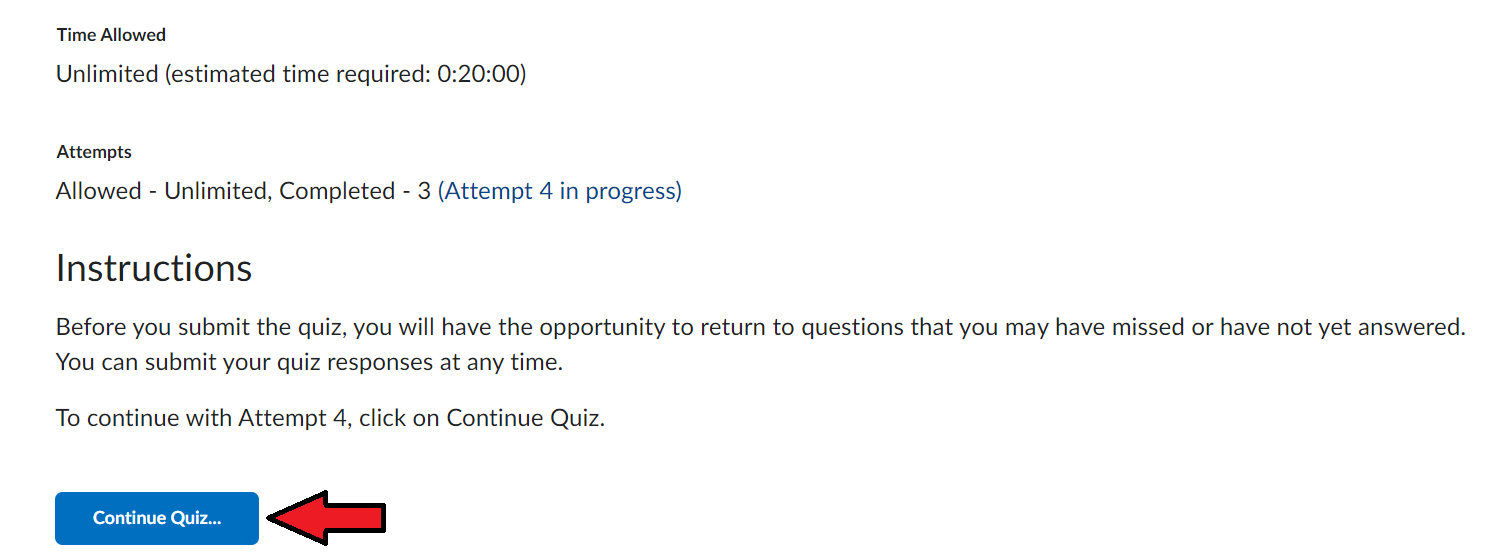 Time Allowed
Unlimited (estimated time required: 0:20:00)
Attempts
Allowed - Unlimited, Completed - 3 (Attempt 4 in progress)
Instructions
Before you submit the quiz, you will have the opportunity to return to questions that you may have missed or have not yet answered.
You can submit your quiz responses at any time.
To continue with Attempt 4, click on Continue Quiz.
Continue Quiz...